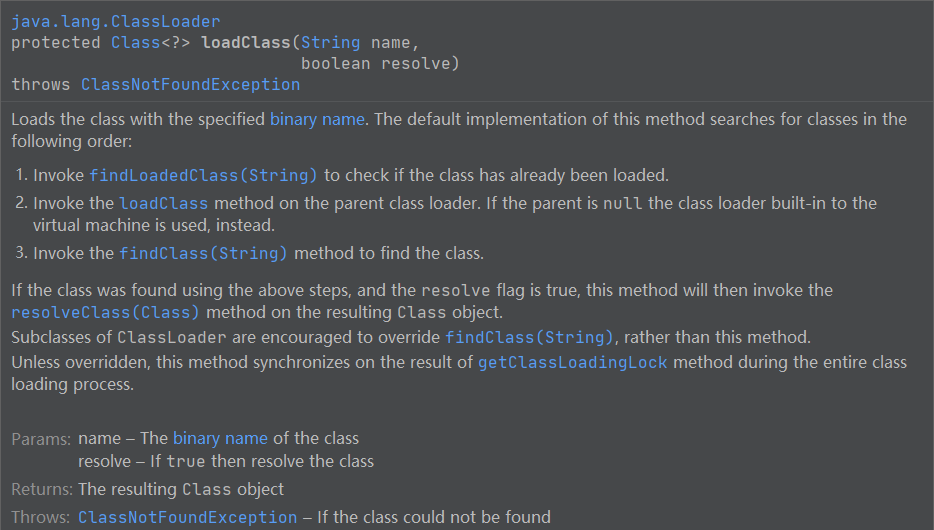 java.lang.ClassLoader
protected Class<?> loadClass(String name,
boolean resolve)
throws ClassNotFoundException
Loads the class with the specified binary name. The default implementation of this method searches for classes in the
following order:
1. Invoke findLoadedClass(String) to check if the class has already been loaded.
2. Invoke the loadClass method on the parent class loader. If the parent is null the class loader built-in to the
virtual machine is used, instead.
3. Invoke the findClass(String) method to find the class.
If the class was found using the above steps, and the resolve flag is true, this method will then invoke the
resolveClass(Class) method on the resulting Class object.
Subclasses of ClassLoader are encouraged to override findClass(String), rather than this method.
Unless overridden, this method synchronizes on the result of getClassLoadingLock method during the entire class
loading process.
Params: name – The binary name of the class
resolve – If true then resolve the class
Returns: The resulting Class object
Throws: ClassNotFoundException – If the class could not be found